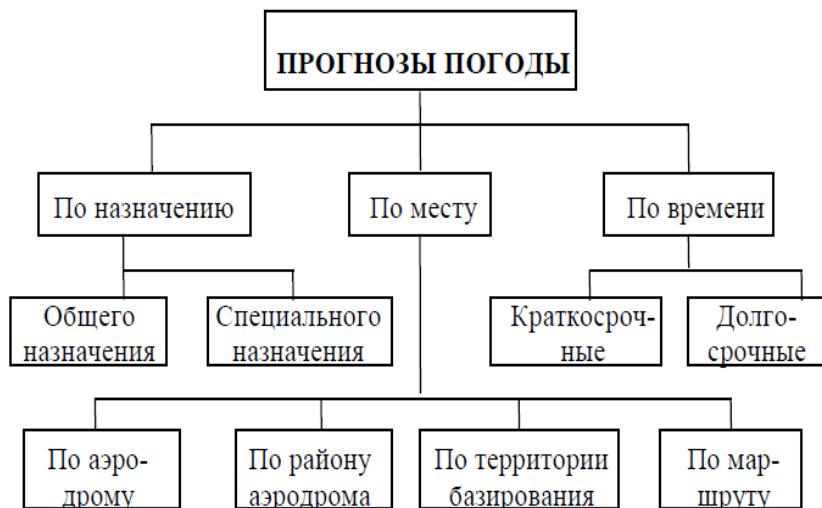 ПРОГНОЗЫ ПОГОДЫ
По назначению
По месту
По времени
Общего
назначения
Специального
назначения
Краткосроч-
ные
Долго-
срочные
По аэро-
дрому
По району
аэродрома
По территории
базирования
По мар-
шруту